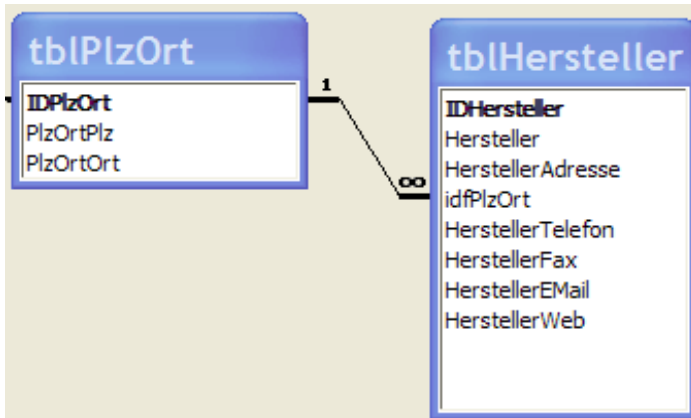 tblPlzOrt
IDPlzOrt
PlzOrtPlz
PlzOrtOrt
1
∞
tblHersteller
IDHersteller
Hersteller
HerstellerAdresse
idfPlzOrt
HerstellerTelefon
HerstellerFax
HerstellerEMail
HerstellerWeb